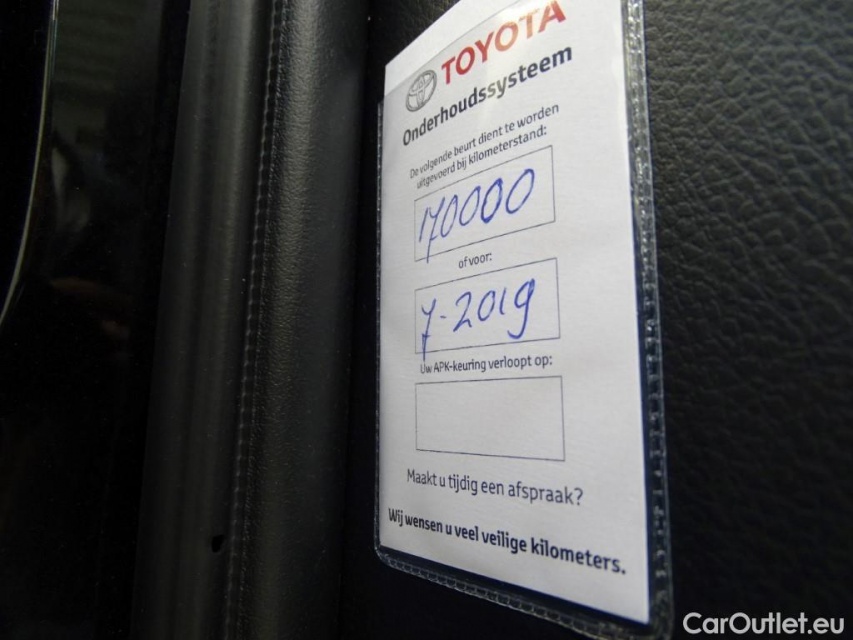 TOYOTA
Onderhoudssysteem
De volgende beurt dient te worden
uitgevoerd bij kilometerstand:
170000
of voor:
7-2019
Uw APK-keuring verloopt op:
Maakt u tijdig een afspraak?
Wij wensen u veel veilige kilometers.
CarOutlet.eu